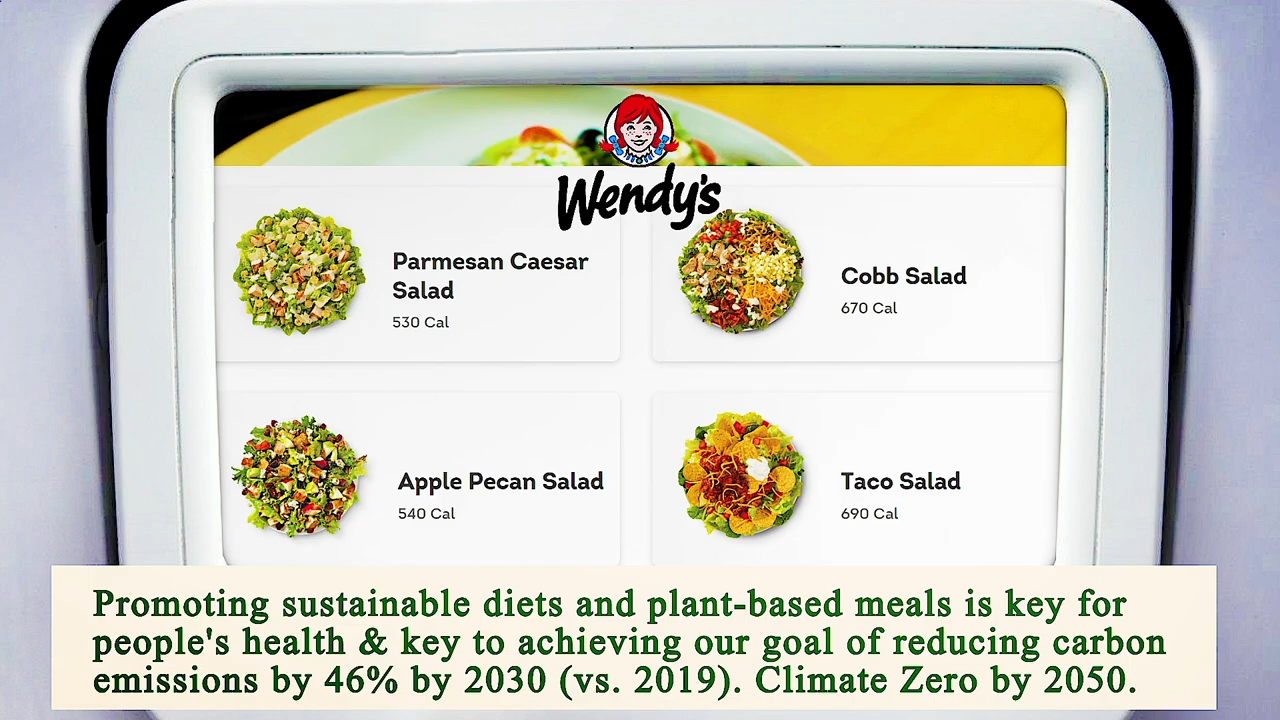 Wendy's
Parmesan Caesar
Salad
530 Cal
Cobb Salad
670 Cal
Apple Pecan Salad
540 Cal
Taco Salad
690 Cal
Promoting sustainable diets and plant-based meals is key for
people's health & key to achieving our goal of reducing carbon
emissions by 46% by 2030 (vs. 2019). Climate Zero by 2050.